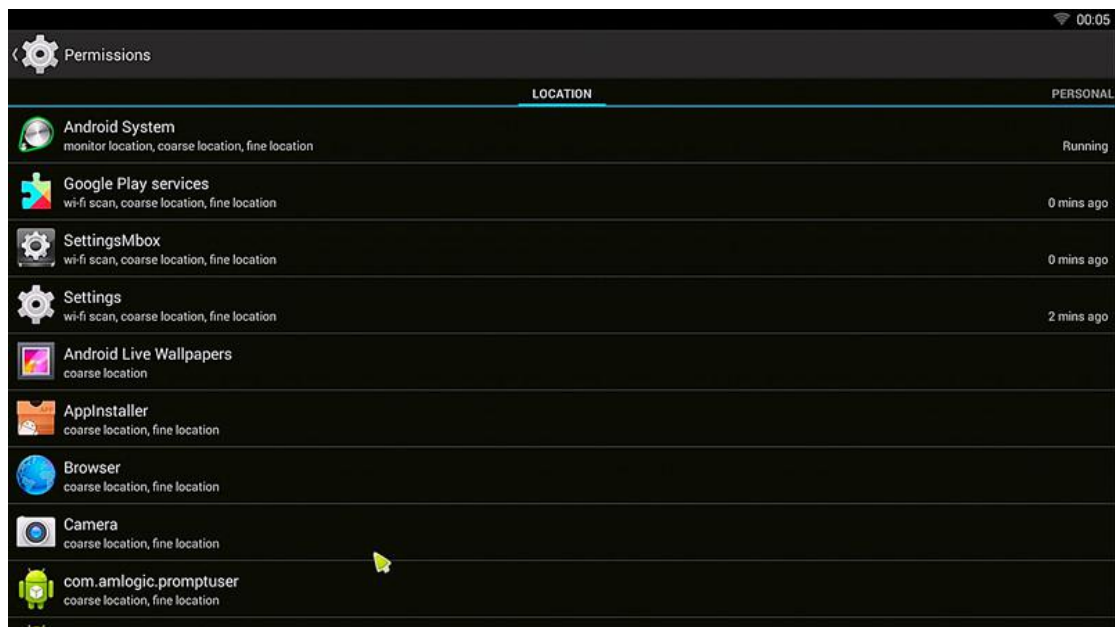 00:05
Permissions
LOCATION PERSONAL
Android System
monitor location, coarse location, fine location Running
Google Play services
wi-fi scan, coarse location, fine location 0 mins ago
SettingsMbox
wi-fi scan, coarse location, fine location 0 mins ago
Settings
wi-fi scan, coarse location, fine location 2 mins ago
Android Live Wallpapers
coarse location
AppInstaller
coarse location, fine location
Browser
coarse location, fine location
Camera
coarse location, fine location
com.amlogic.promptuser
coarse location, fine location